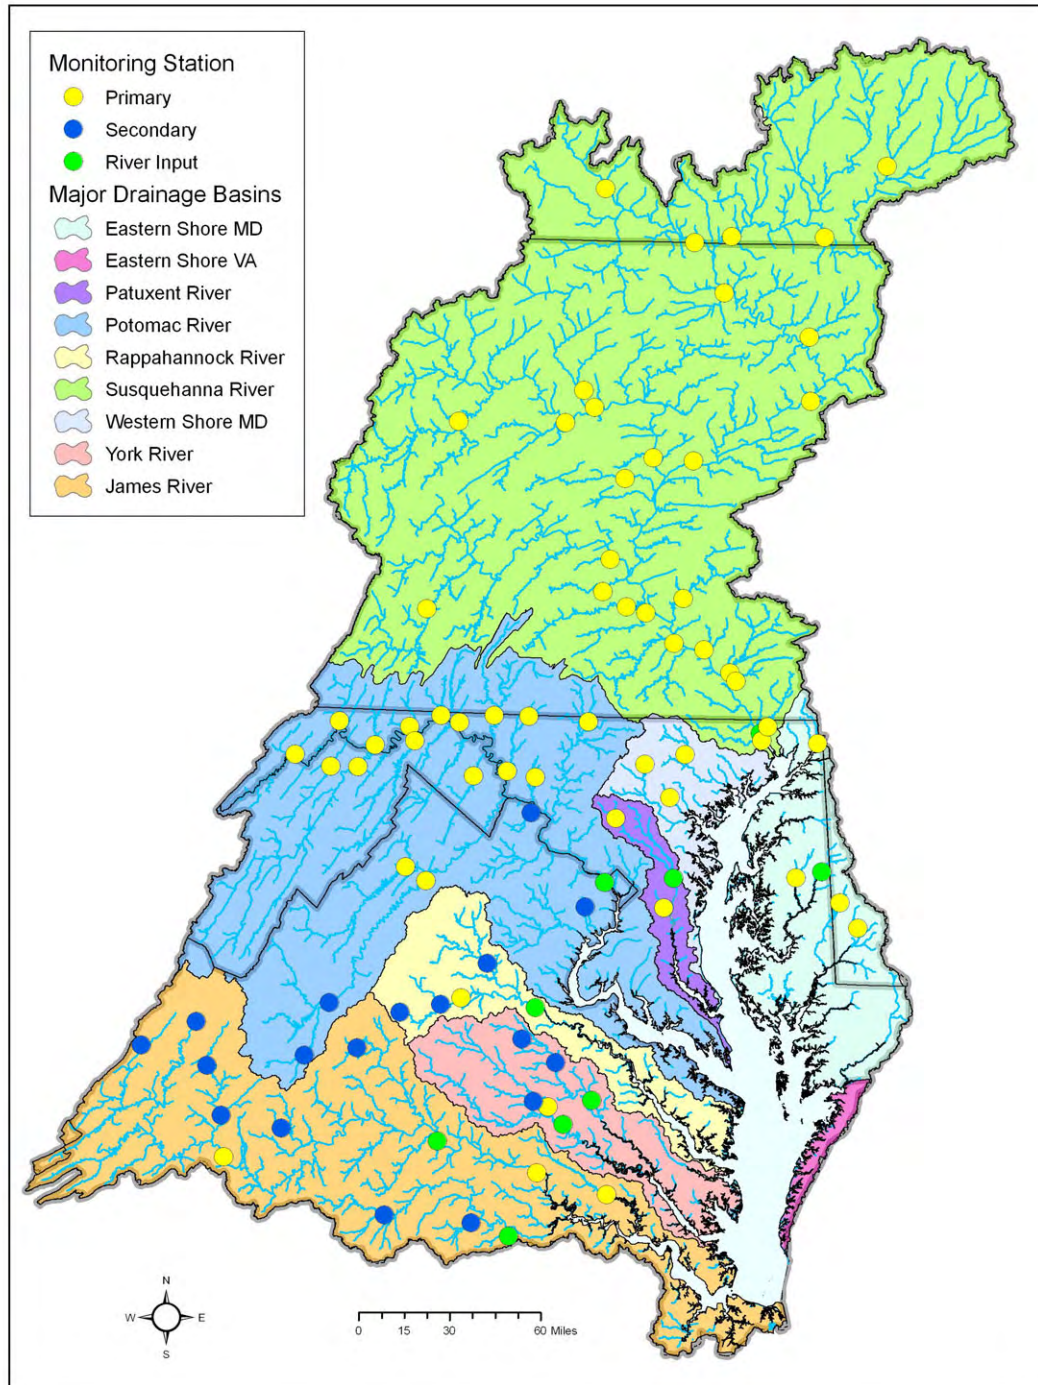 Monitoring Station
Primary
Secondary
River Input
Major Drainage Basins
Eastern Shore MD
Eastern Shore VA
Patuxent River
Potomac River
Rappahannock River
Susquehanna River
Western Shore MD
York River
James River
N
W E
S
0 15 30 60 Miles